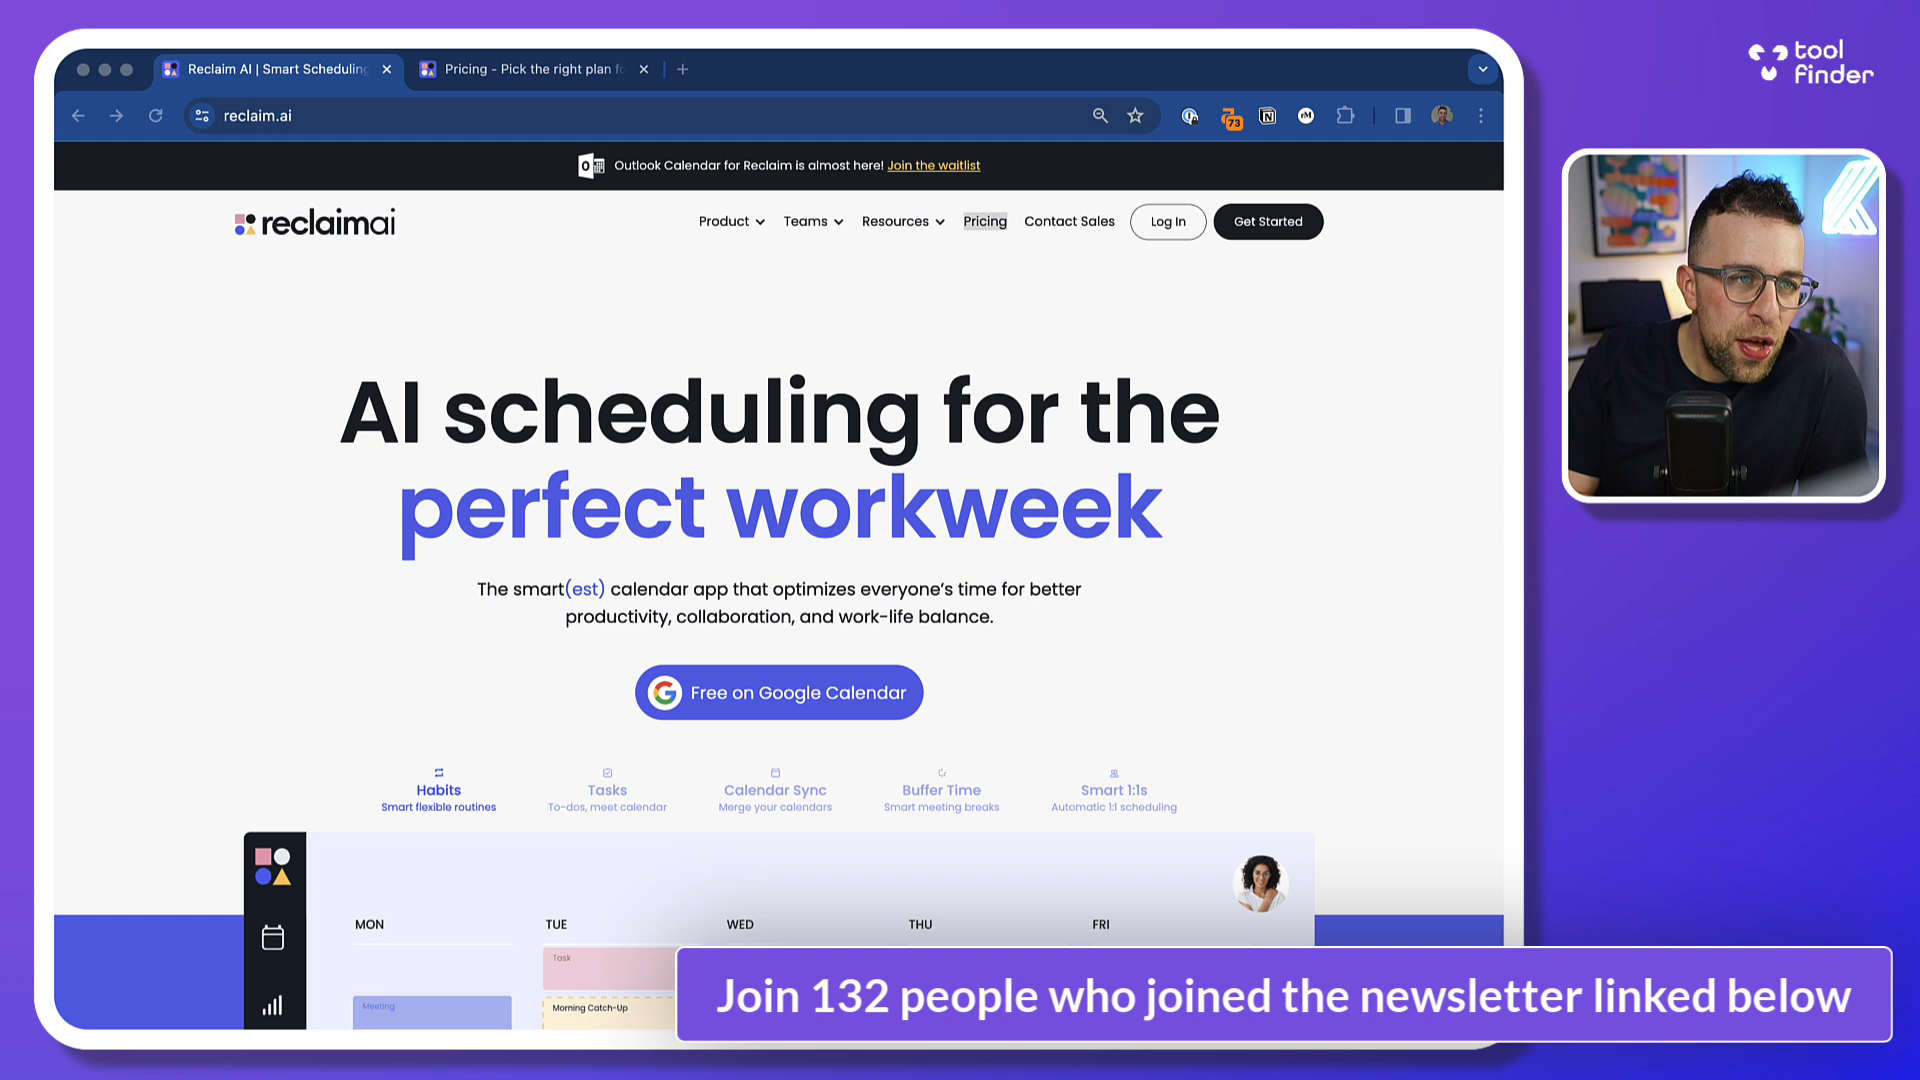 Reclaim AI | Smart Scheduling
Pricing - Pick the right plan fo
reclaim.ai
73
tool
finder
Outlook Calendar for Reclaim is almost here! Join the waitlist
reclaimai
Product
Teams
Resources
Pricing
Contact Sales
Log In
Get Started
AI scheduling for the
perfect workweek
The smart(est) calendar app that optimizes everyone's time for better
productivity, collaboration, and work-life balance.
Free on Google Calendar
Habits
Smart flexible routines
Tasks
To-dos, meet calendar
Calendar Sync
Merge your calendars
Buffer Time
Smart meeting breaks
Smart 1:1s
Automatic 1:1 scheduling
MON
TUE
WED
THU
FRI
Task
Meeting
Morning Catch-Up
Join 132 people who joined the newsletter linked below